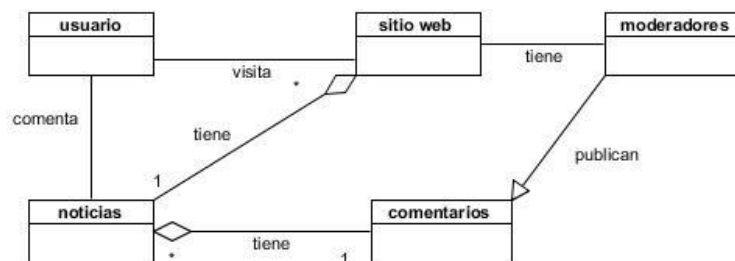 usuario
sitio web
moderadores
visita
tiene
*
comenta
tiene
publican
1
noticias
comentarios
tiene
*
1